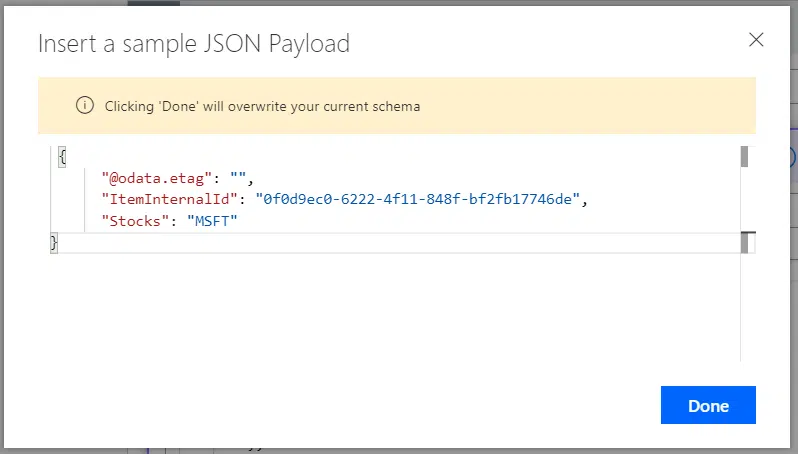 Insert a sample JSON Payload
Clicking 'Done' will overwrite your current schema
{
"@odata.etag": "",
"ItemInternalId": "0f0d9ec0-6222-4f11-848f-bf2fb17746de",
"Stocks": "MSFT"
}
Done